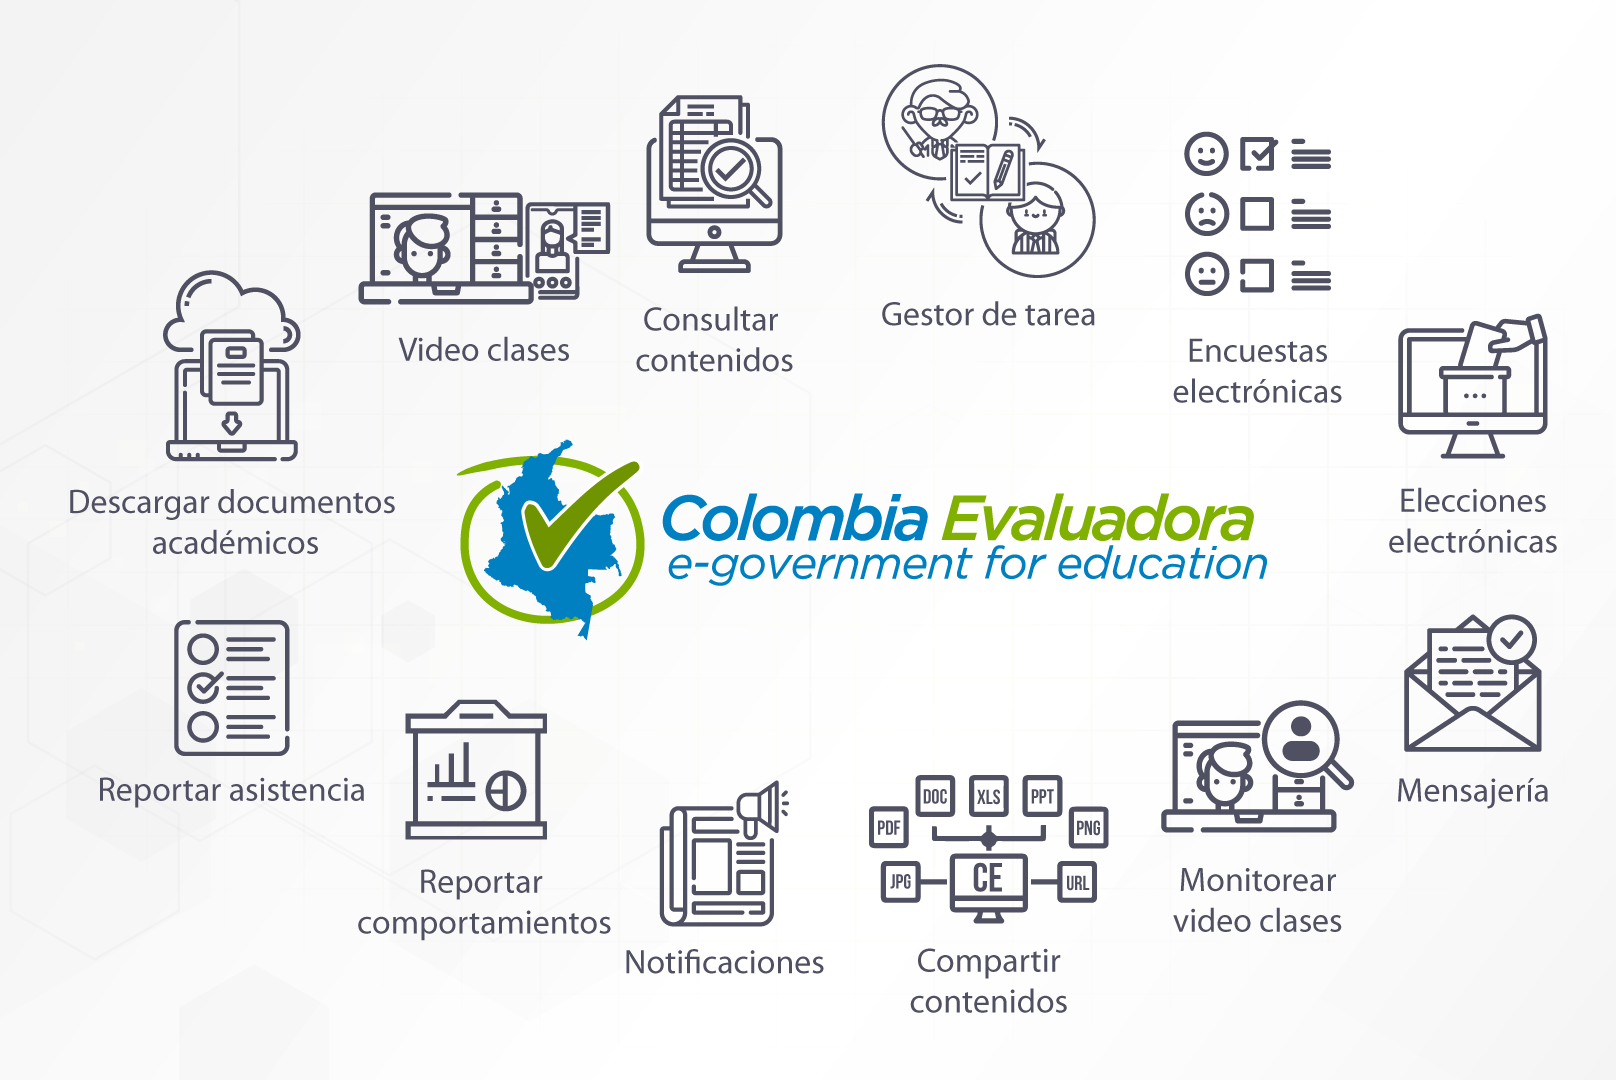 Gestor de tarea
Consultar
contenidos
Video clases
Encuestas
electrónicas
Descargar documentos
académicos
Elecciones
electrónicas
Colombia Evaluadora
e-government for education
Reportar asistencia
Mensajería
Reportar
comportamientos
Notificaciones
DOC XLS PPT
PDF PNG
JPG CE URL
Compartir
contenidos
Monitorear
video clases